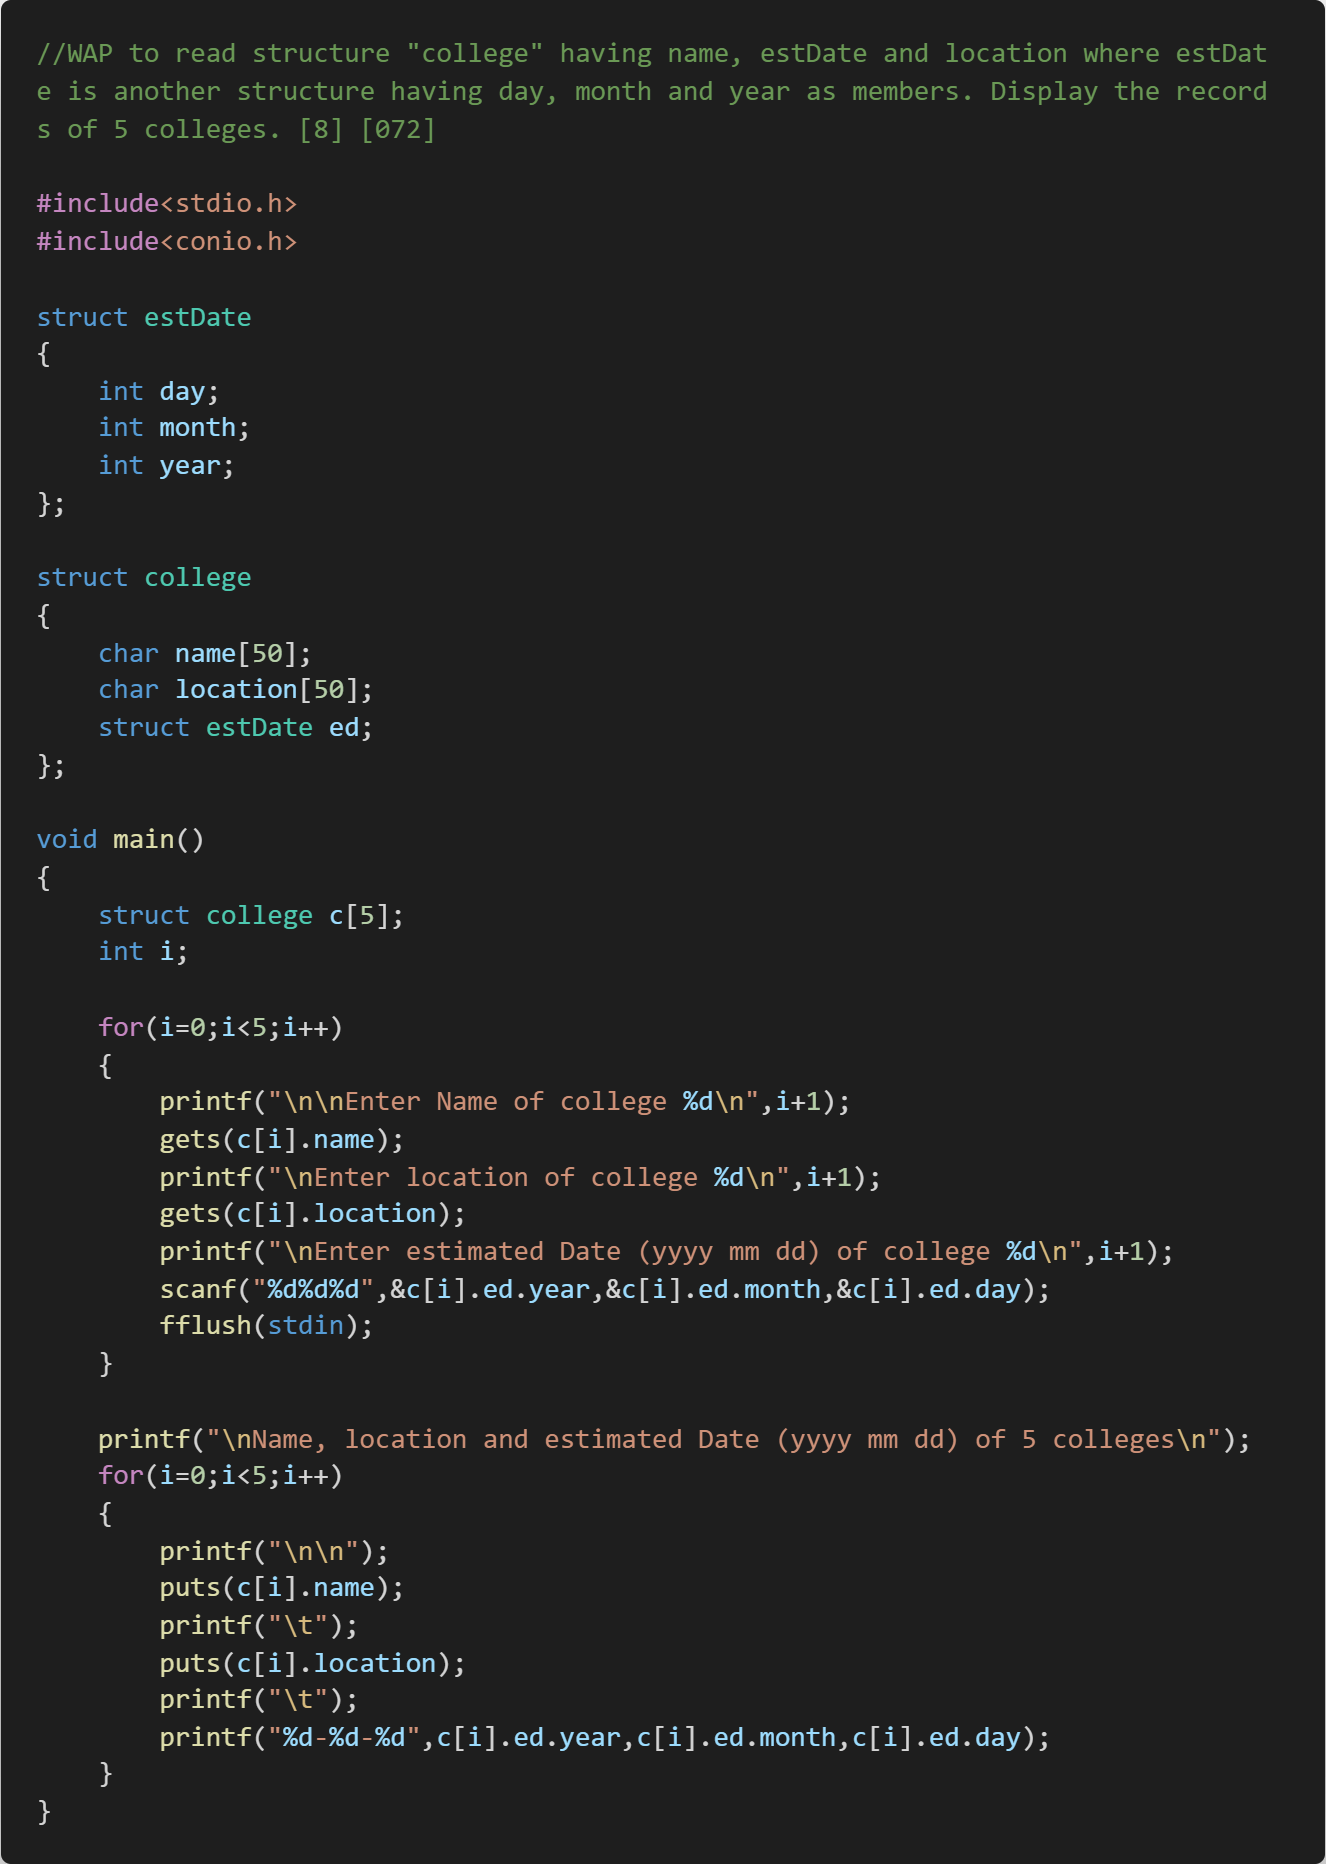 //WAP to read structure "college" having name, estDate and location where estDat
e is another structure having day, month and year as members. Display the record
s of 5 colleges. [8] [072]
#include<stdio.h>
#include<conio.h>
struct estDate
{
    int day;
    int month;
    int year;
};
struct college
{
    char name[50];
    char location[50];
    struct estDate ed;
};
void main()
{
    struct college c[5];
    int i;
    for(i=0;i<5;i++)
    {
        printf("\n\nEnter Name of college %d\n",i+1);
        gets(c[i].name);
        printf("\nEnter location of college %d\n",i+1);
        gets(c[i].location);
        printf("\nEnter estimated Date (yyyy mm dd) of college %d\n",i+1);
        scanf("%d%d%d",&c[i].ed.year,&c[i].ed.month,&c[i].ed.day);
        fflush(stdin);
    }
    printf("\nName, location and estimated Date (yyyy mm dd) of 5 colleges\n");
    for(i=0;i<5;i++)
    {
        printf("\n\n");
        puts(c[i].name);
        printf("\t");
        puts(c[i].location);
        printf("\t");
        printf("%d-%d-%d",c[i].ed.year,c[i].ed.month,c[i].ed.day);
    }
}